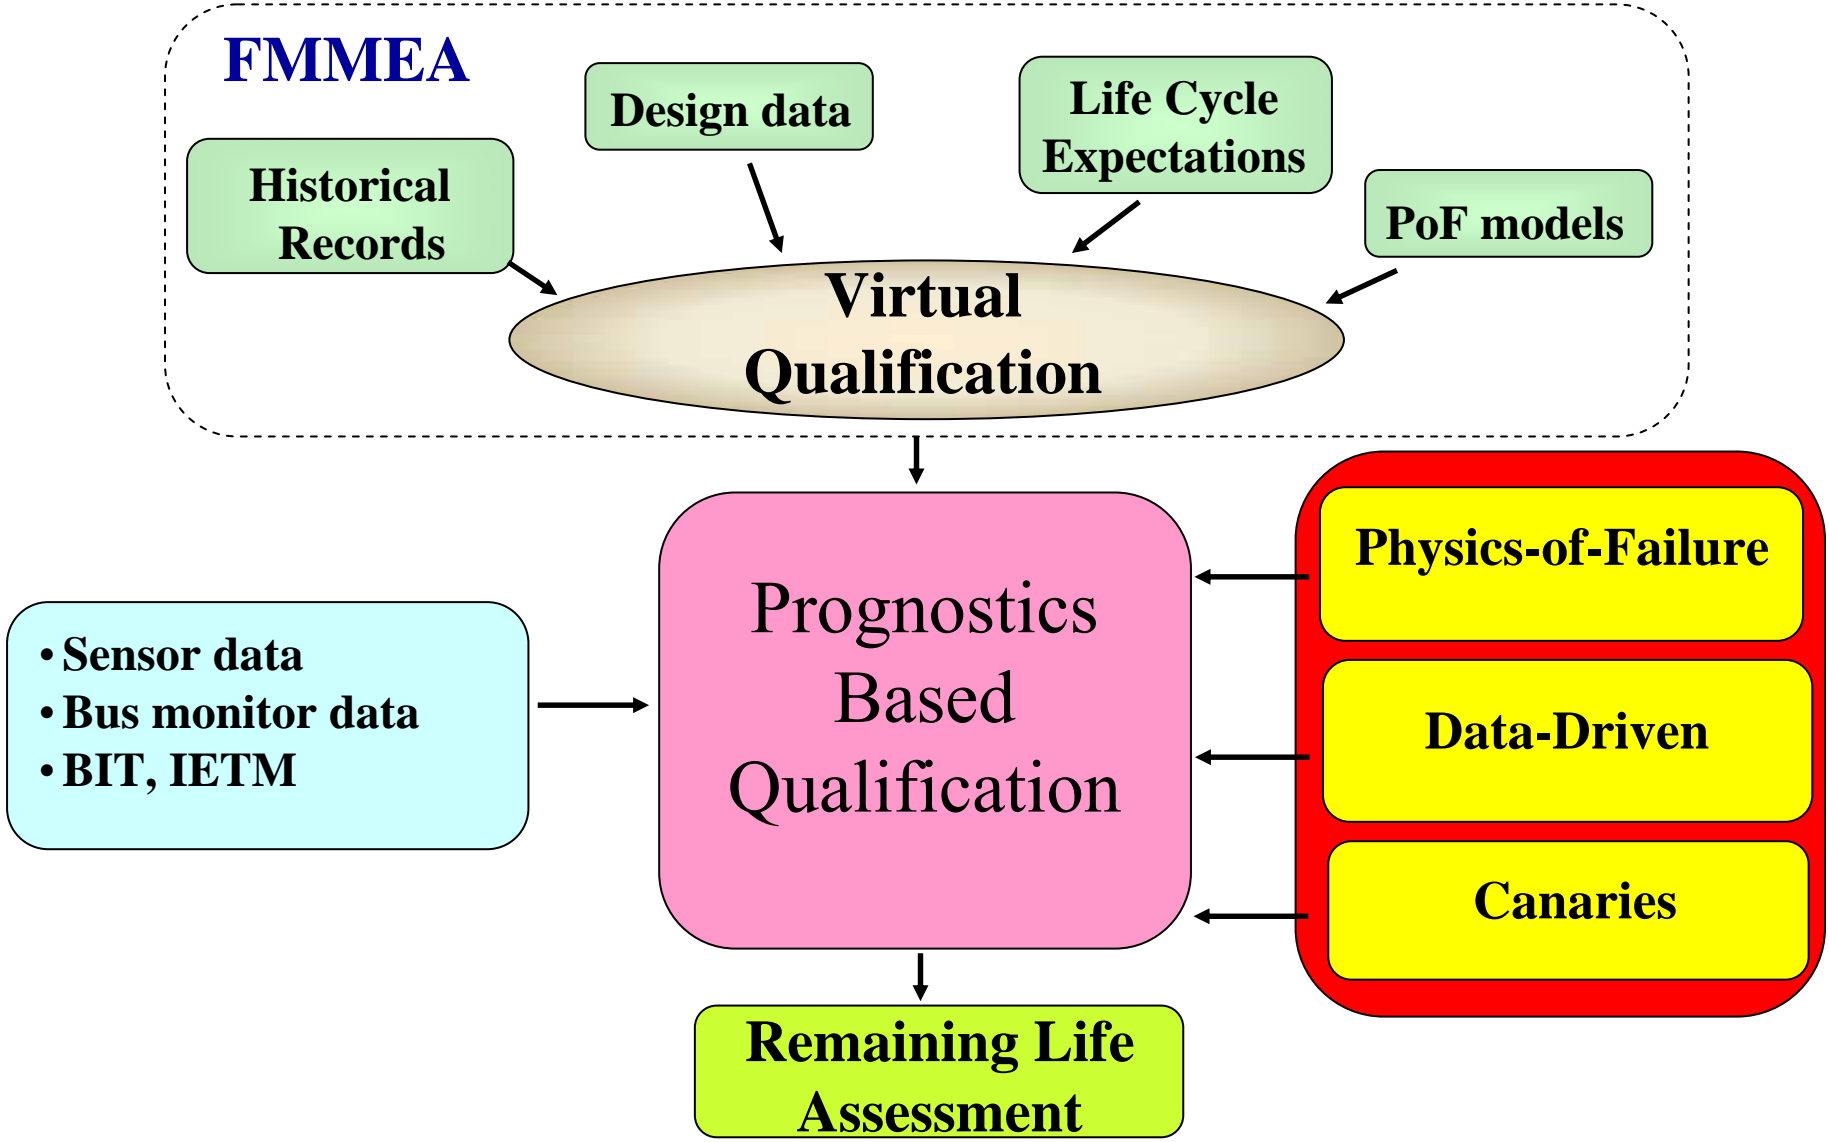 FMMEA
Historical
Records
Design data
Life Cycle
Expectations
PoF models
Virtual
Qualification
• Sensor data
• Bus monitor data
• BIT, IETM
Prognostics
Based
Qualification
Physics-of-Failure
Data-Driven
Canaries
Remaining Life
Assessment